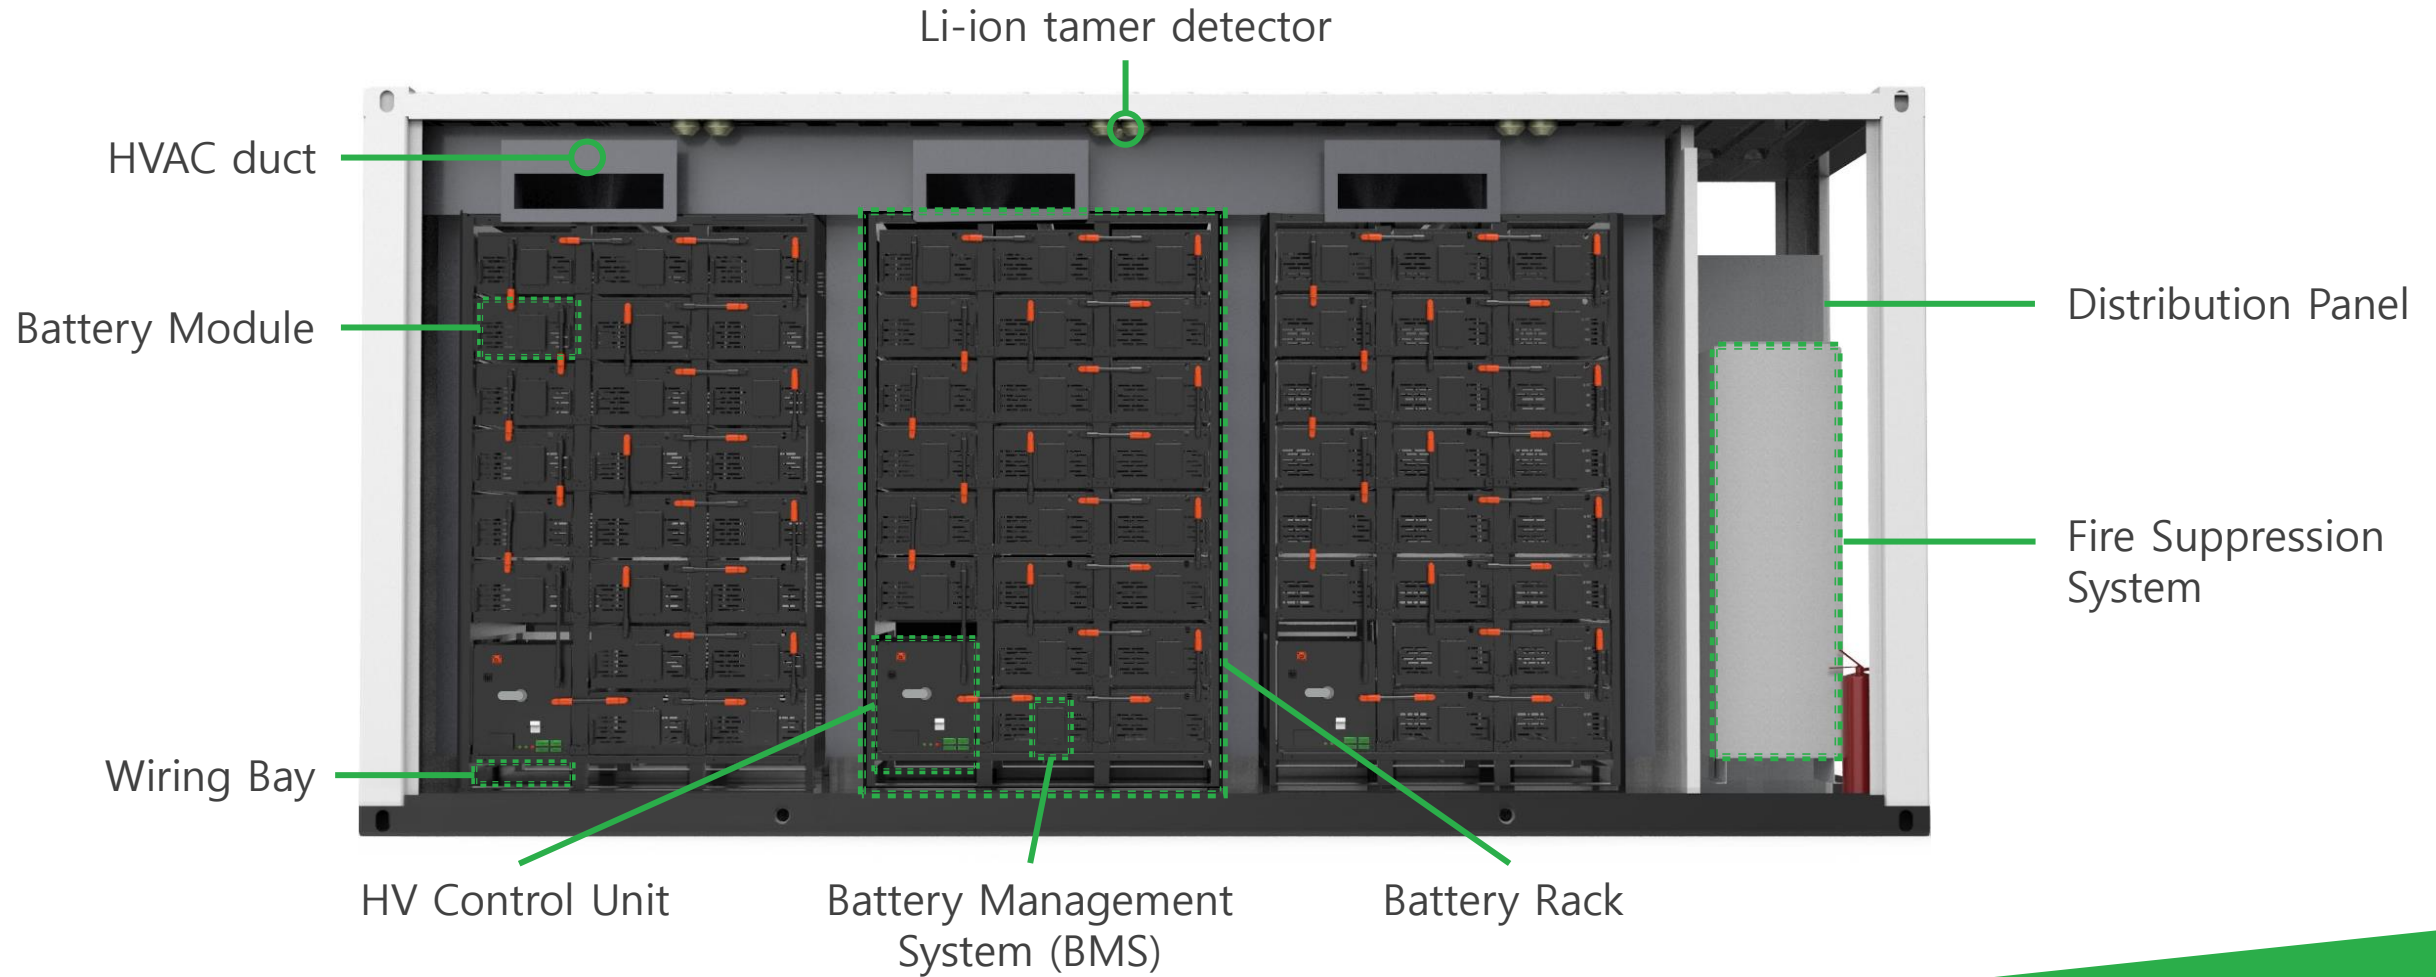 Li-ion tamer detector
HVAC duct
Battery Module
Distribution Panel
Fire Suppression
System
Wiring Bay
HV Control Unit
Battery Management
System (BMS)
Battery Rack